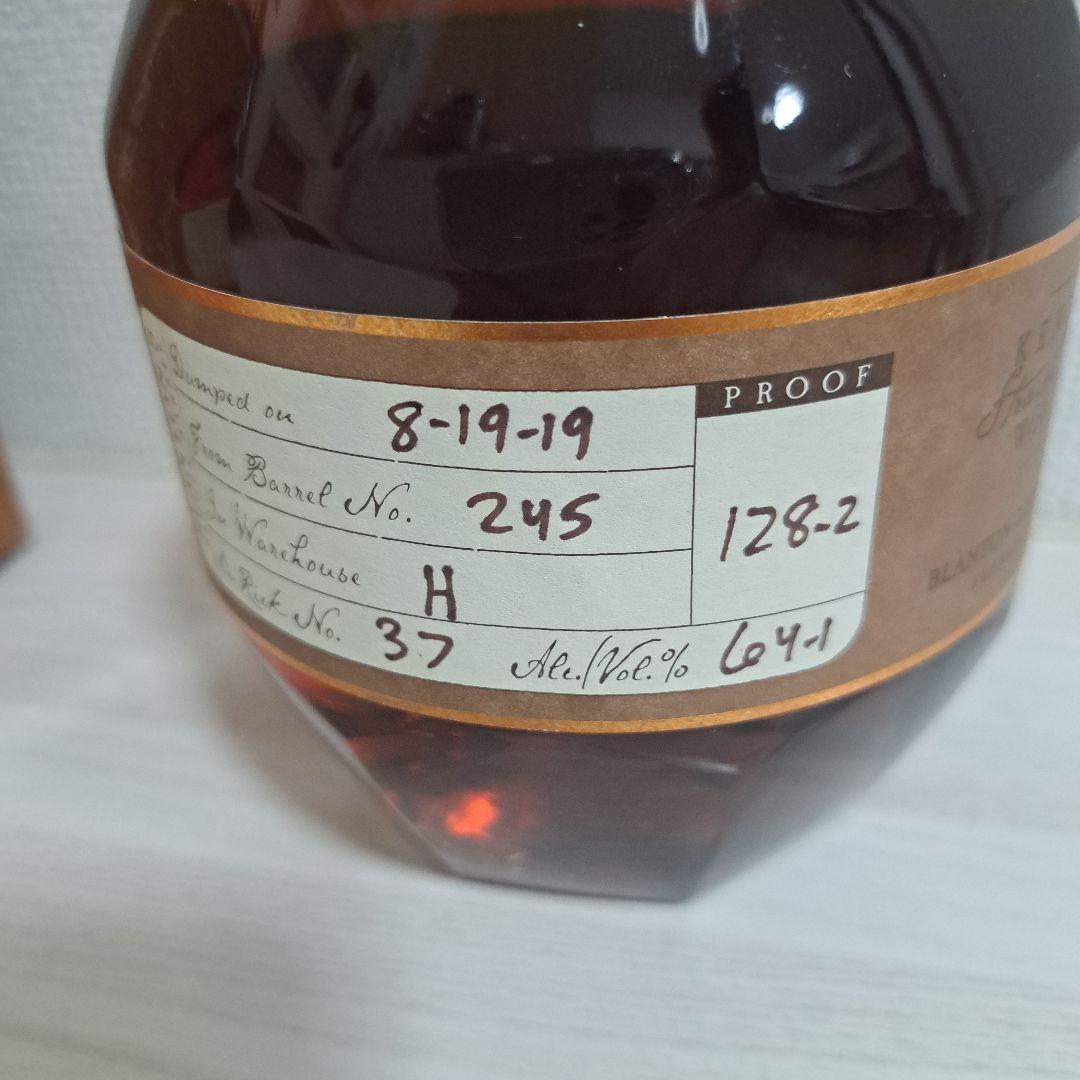 Dumped on 8-19-19
From Barrel No. 245
In Warehouse H
Rick No. 37 Alc./Vol.% 64-1
PROOF
128-2
BLANTON